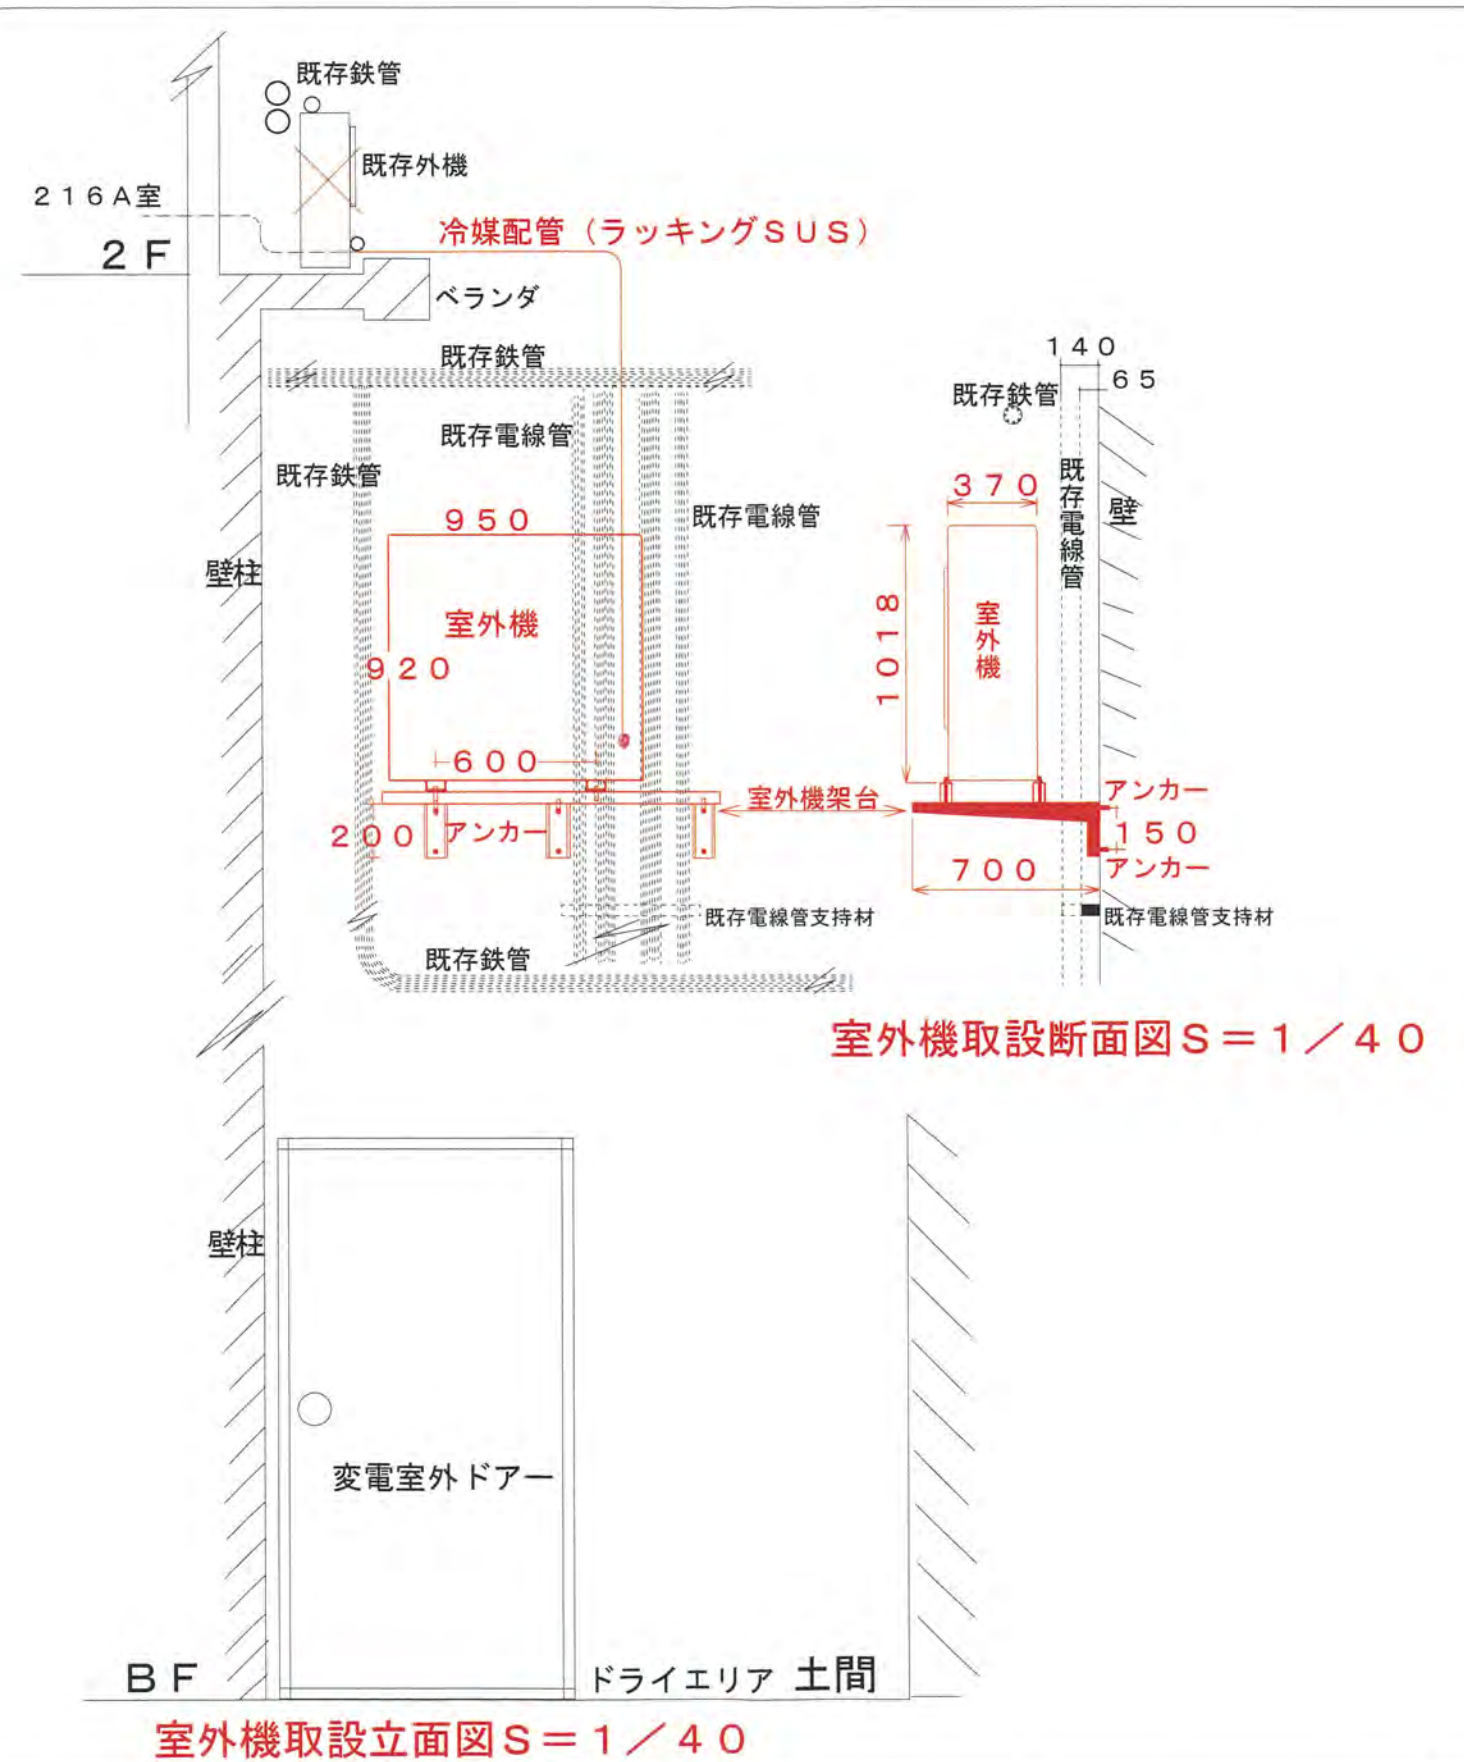 既存鉄管
既存外機
２１６Ａ室
冷媒配管（ラッキングＳＵＳ）
２Ｆ
ベランダ
既存鉄管
既存電線管
既存鉄管
既存電線管
９５０
壁柱
室外機
９２０
６００
２００
アンカー
室外機架台
既存電線管支持材
既存鉄管
１４０
６５
既存鉄管
既存電線管
壁
３７０
１０１８
室外機
アンカー
１５０
アンカー
７００
既存電線管支持材
室外機取設断面図Ｓ＝１／４０
壁柱
変電室外ドアー
ＢＦ
ドライエリア 土間
室外機取設立面図Ｓ＝１／４０